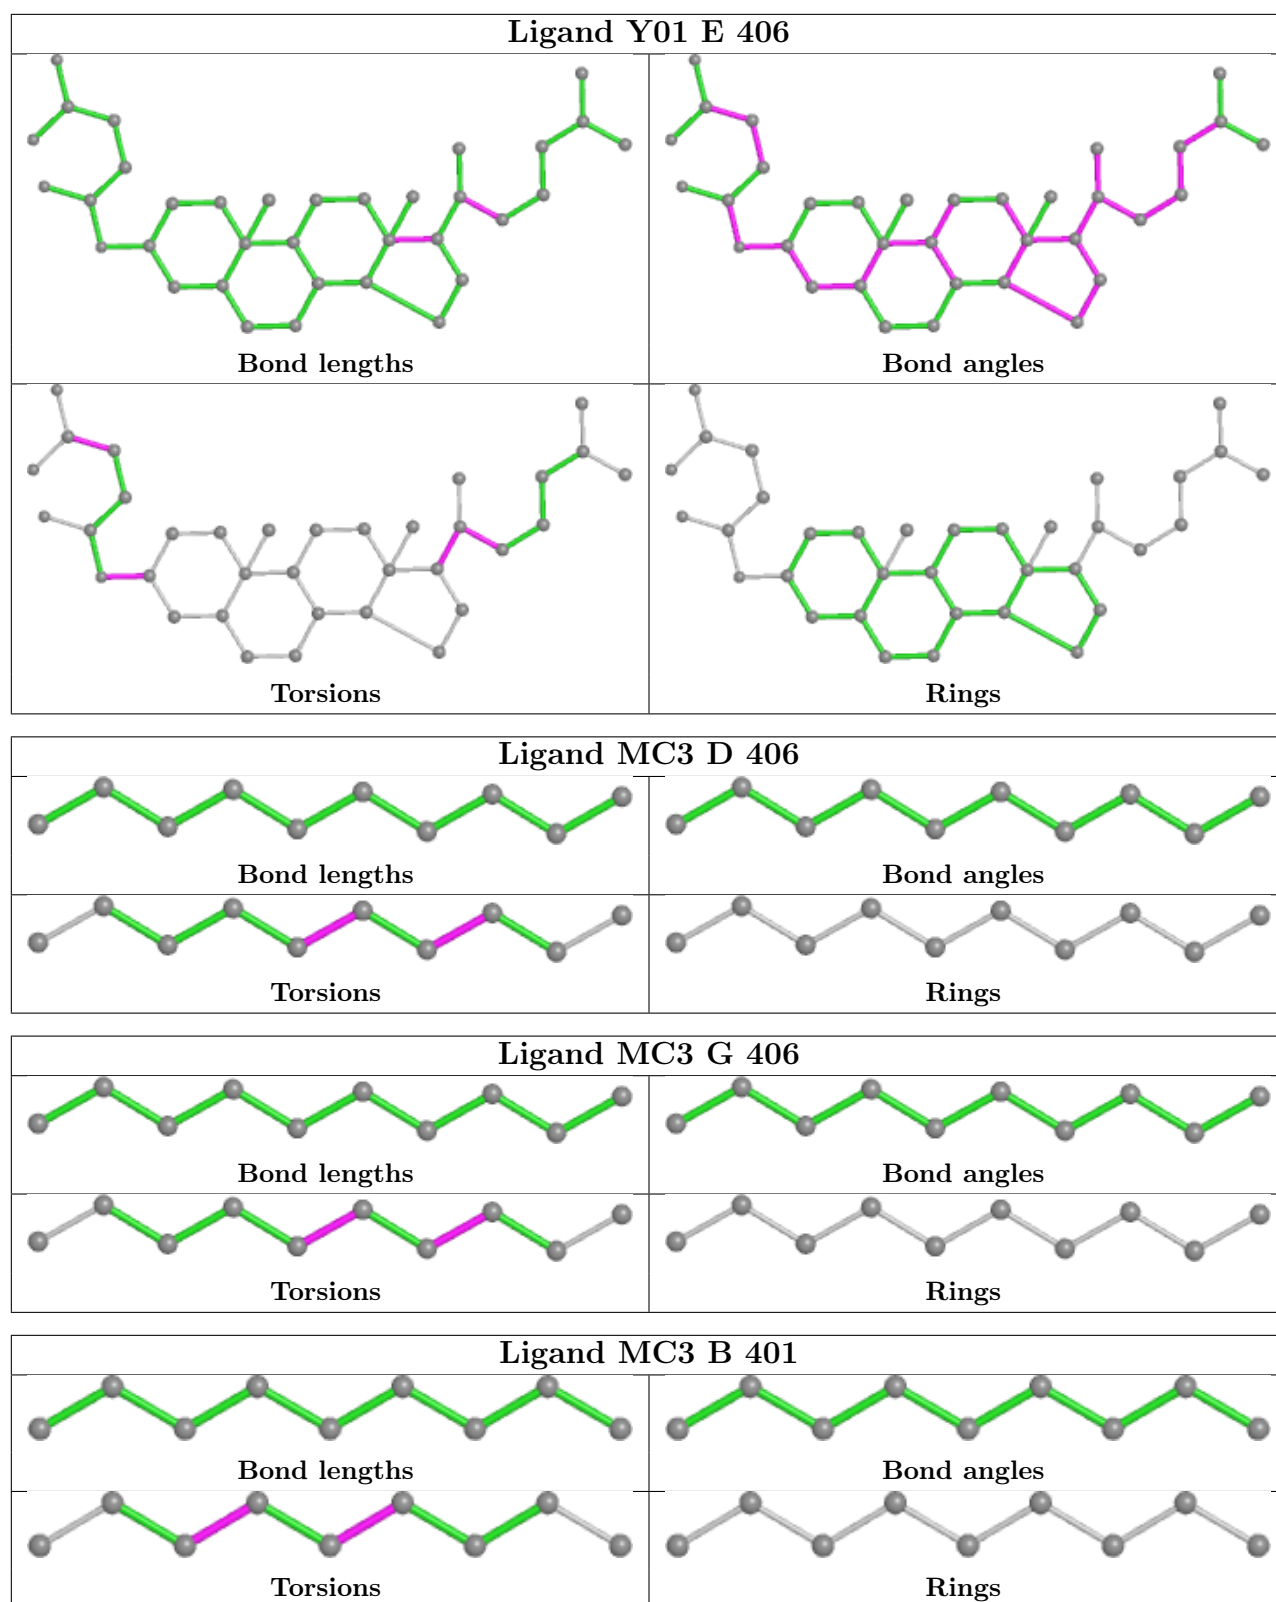 Ligand Y01 E 406
Bond lengths
Bond angles
Torsions
Rings
Ligand MC3 D 406
Bond lengths
Bond angles
Torsions
Rings
Ligand MC3 G 406
Bond lengths
Bond angles
Torsions
Rings
Ligand MC3 B 401
Bond lengths
Bond angles
Torsions
Rings